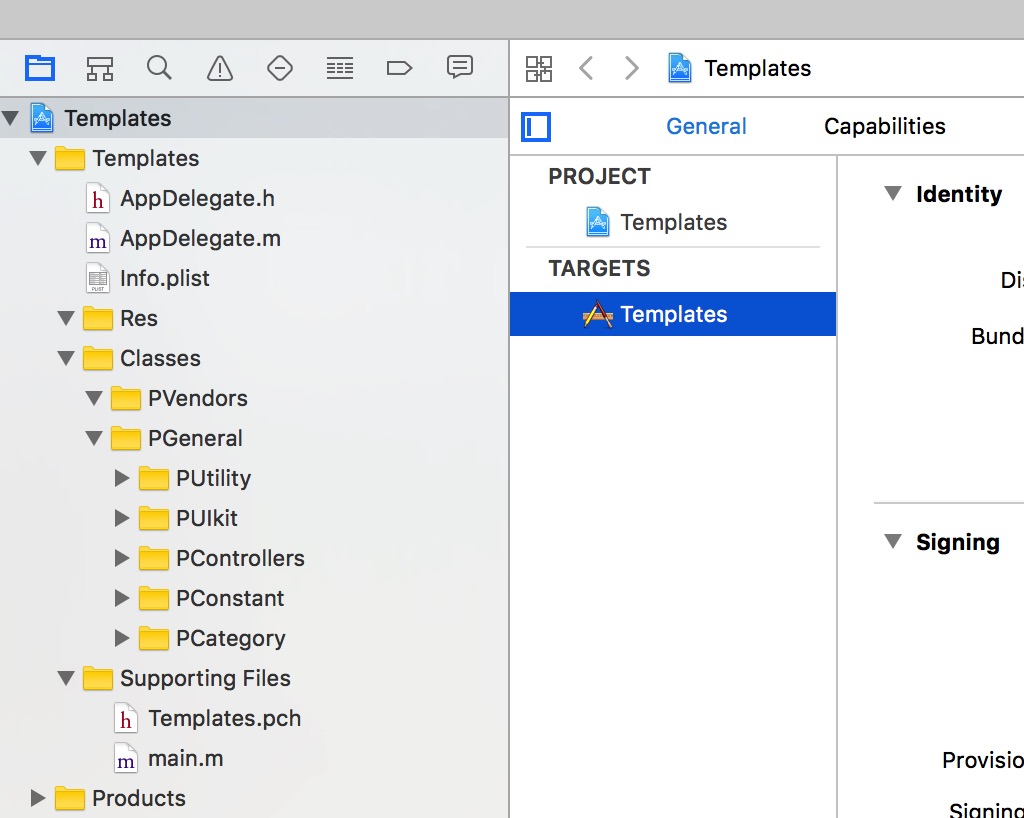 Templates
Templates
AppDelegate.h
AppDelegate.m
Info.plist
Res
Classes
PVendors
PGeneral
PUtility
PUIkit
PControllers
PConstant
PCategory
Supporting Files
Templates.pch
main.m
Products
Templates
General Capabilities
PROJECT
Templates
TARGETS
Templates
Identity
Dis
Bund
Signing
Provisio
Signing